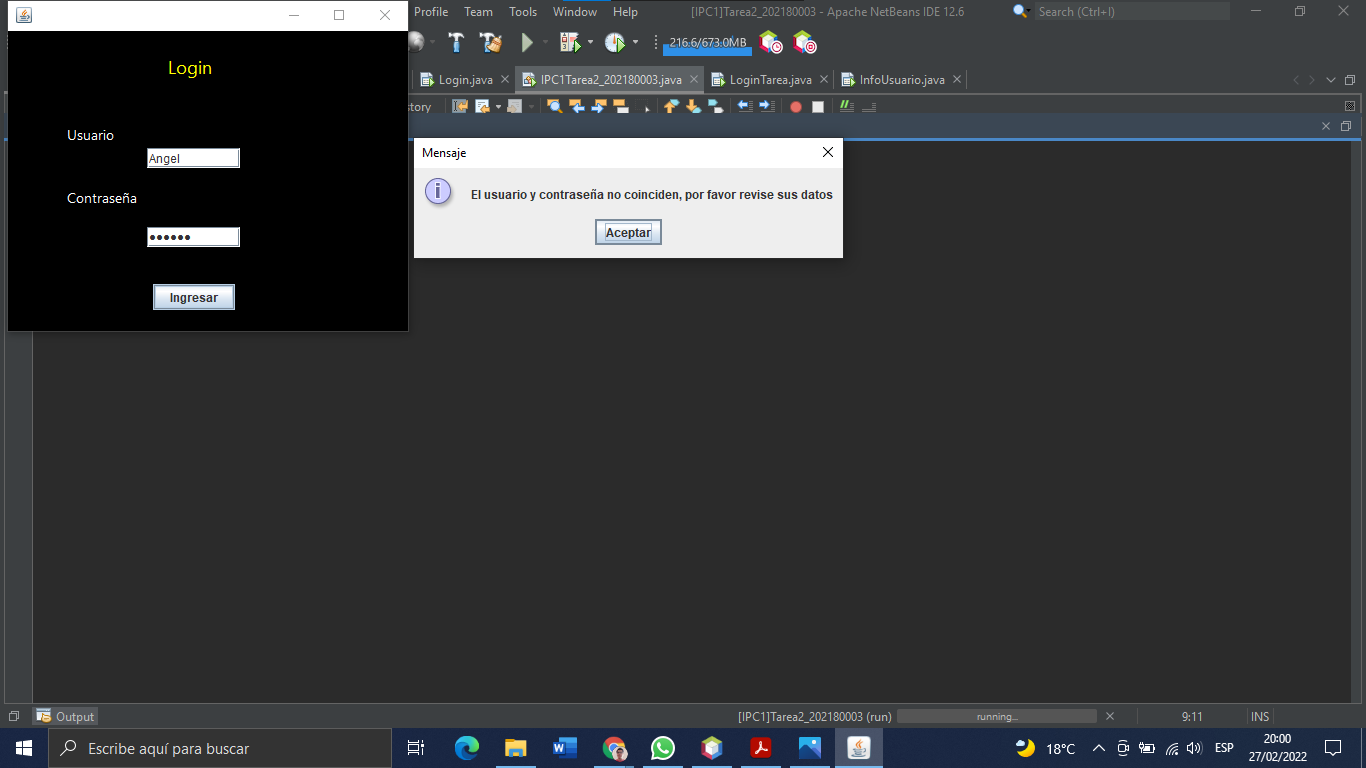 Profile Team Tools Window Help [IPC1]Tarea2_202180003 - Apache NetBeans IDE 12.6 Search (Ctrl+I)
216.6/673.0MB
Login.java IPC1Tarea2_202180003.java LoginTarea.java InfoUsuario.java
story
Login
Usuario
Angel
Contraseña
••••••
Ingresar
Mensaje
El usuario y contraseña no coinciden, por favor revise sus datos
Aceptar
Output [IPC1]Tarea2_202180003 (run) running... 9:11 INS
Escribe aquí para buscar 18°C ESP 20:00
27/02/2022